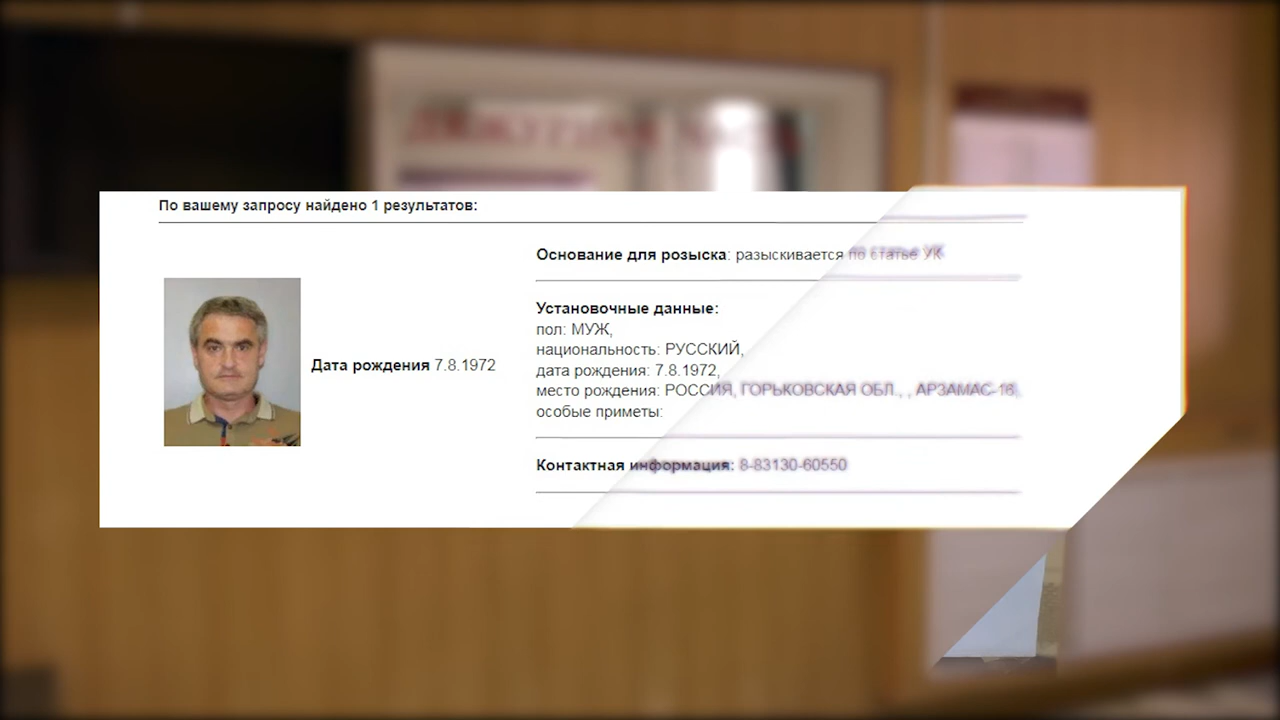 По вашему запросу найдено 1 результатов:
Основание для розыска: разыскивается по статье УК
Установочные данные:
пол: МУЖ,
национальность: РУССКИЙ,
дата рождения: 7.8.1972,
место рождения: РОССИЯ, ГОРЬКОВСКАЯ ОБЛ., , АРЗАМАС-16,
особые приметы:
Дата рождения 7.8.1972
Контактная информация: 8-83130-60550